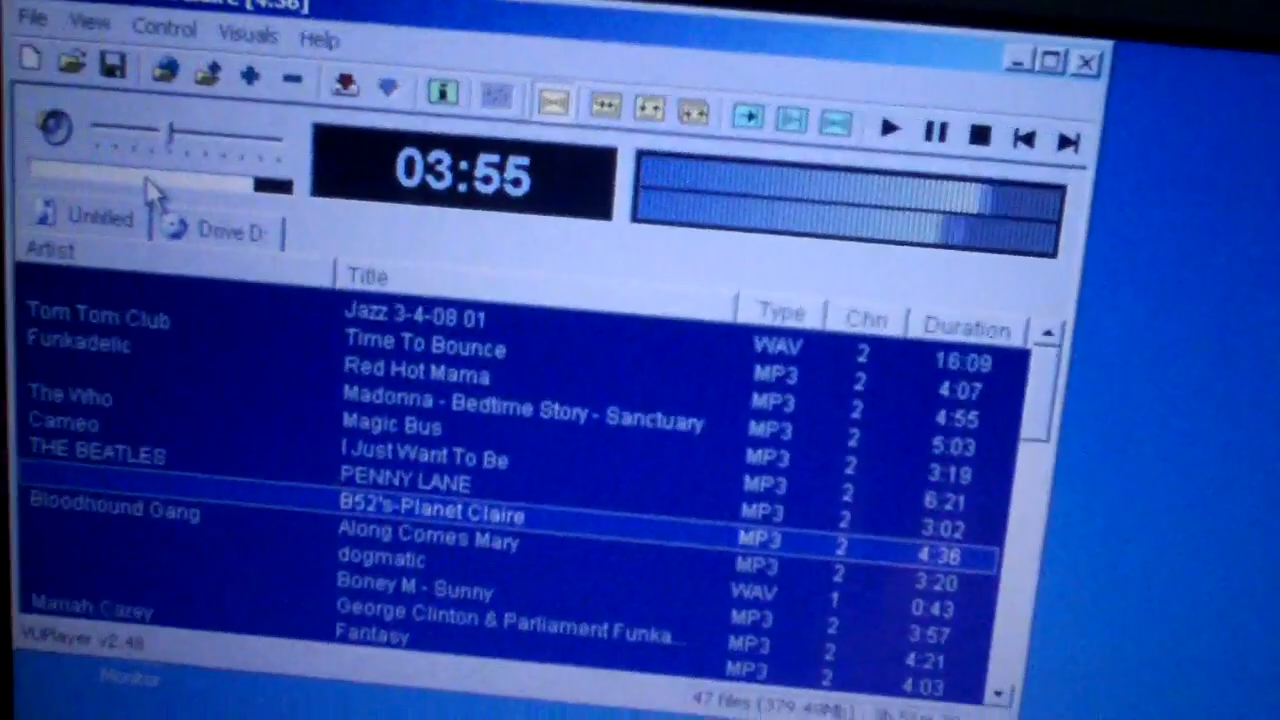 [4:36]
File View Control Visuals Help
03:55
Untitled Drive D:
Artist Title Type Chn Duration
Jazz 3-4-08 01 WAV 2 16:09
Tom Tom Club Time To Bounce MP3 2 4:07
Funkadelic Red Hot Mama MP3 2 4:55
Madonna - Bedtime Story - Sanctuary MP3 2 5:03
The Who Magic Bus MP3 2 3:19
Cameo I Just Want To Be MP3 2 6:21
THE BEATLES PENNY LANE MP3 2 3:02
B52's-Planet Claire MP3 2 4:36
Bloodhound Gang Along Comes Mary MP3 2 3:20
dogmatic WAV 1 0:43
Boney M - Sunny MP3 2 3:57
George Clinton & Parliament Funka... MP3 2 4:21
Mariah Carey Fantasy MP3 2 4:03
VUPlayer v2.48 47 files (379.49Mb)
Monitor